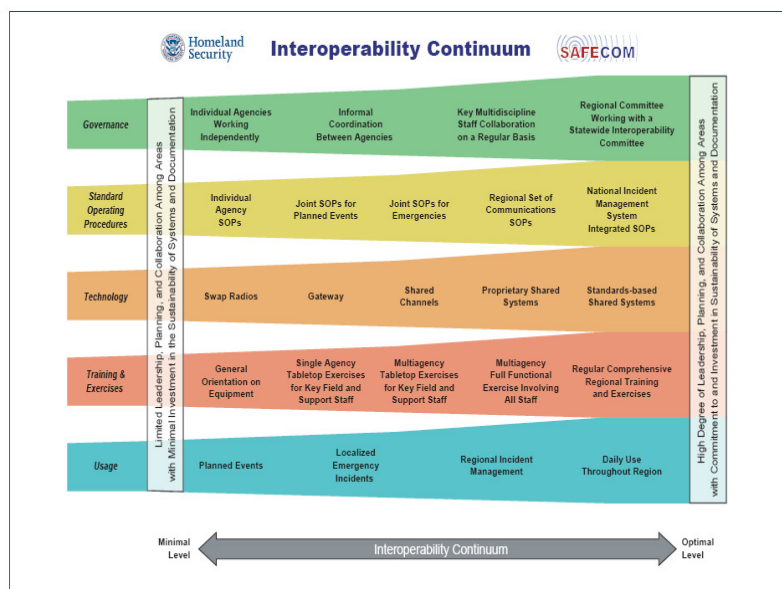 Homeland
Security
Interoperability Continuum
SAFECOM
Limited Leadership, Planning, and Collaboration Among Areas
with Minimal Investment in the Sustainability of Systems and Documentation
High Degree of Leadership, Planning, and Collaboration Among Areas
with Commitment to and Investment in Sustainability of Systems and Documentation
Governance
Individual Agencies
Working
Independently
Informal
Coordination
Between Agencies
Key Multidiscipline
Staff Collaboration
on a Regular Basis
Regional Committee
Working with a
Statewide Interoperability
Committee
Standard
Operating
Procedures
Individual
Agency
SOPs
Joint SOPs for
Planned Events
Joint SOPs for
Emergencies
Regional Set of
Communications
SOPs
National Incident
Management
System
Integrated SOPs
Technology
Swap Radios
Gateway
Shared
Channels
Proprietary Shared
Systems
Standards-based
Shared Systems
Training &
Exercises
General
Orientation on
Equipment
Single Agency
Tabletop Exercises
for Key Field and
Support Staff
Multiagency
Tabletop Exercises
for Key Field and
Support Staff
Multiagency
Full Functional
Exercise Involving
All Staff
Regular Comprehensive
Regional Training
and Exercises
Usage
Planned Events
Localized
Emergency
Incidents
Regional Incident
Management
Daily Use
Throughout Region
Minimal
Level
Interoperability Continuum
Optimal
Level